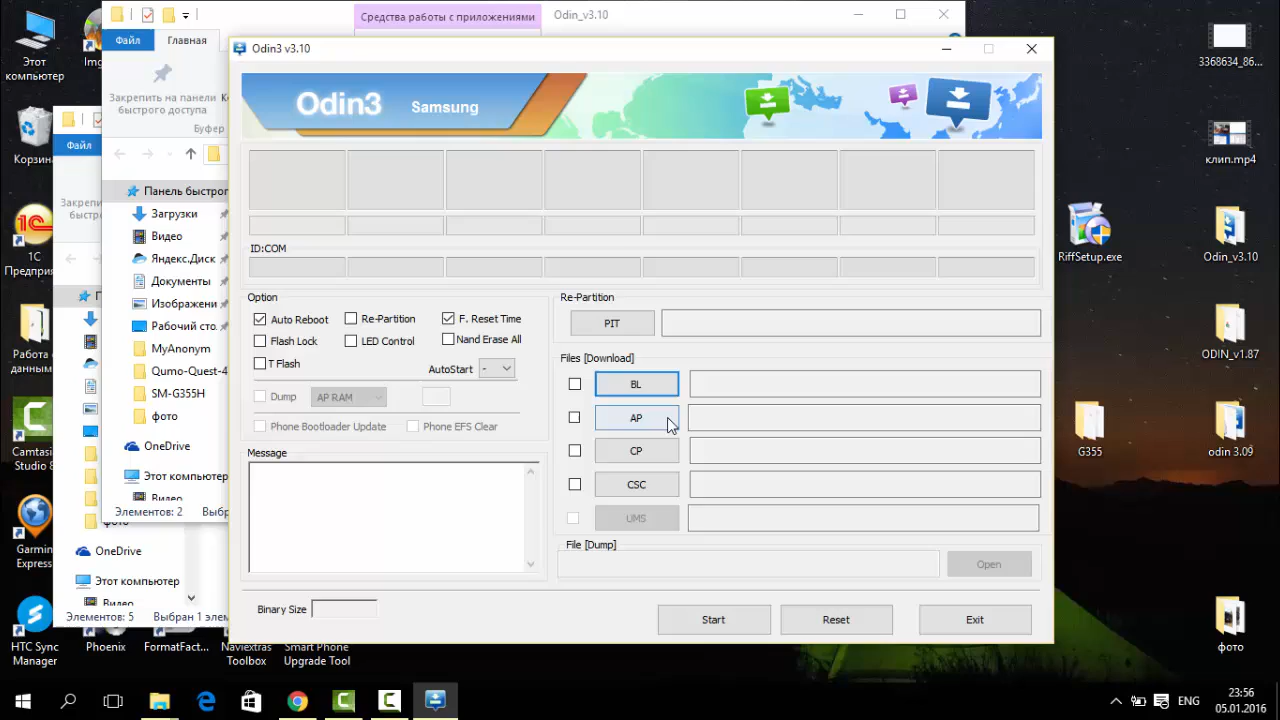 Этот
компьютер
Корзина
1С
Предпри
Работа с
данным
Camtasia
Studio 8
Garmin
Express
HTC Sync
Manager
Phoenix
FormatFact
Naviextras
Toolbox
Smart Phone
Upgrade Tool
Img
Средства работы с приложениями
Odin_v3.10
Файл
Главная
Закрепить на панели
быстрого доступа
Буфер
Файл
Панель быстрог
Загрузки
Видео
Яндекс.Диск
Документы
Изображени
Рабочий сто.
MyAnonym
Qumo-Quest-4
SM-G355H
фото
OneDrive
Этот компьютер
Видео
Элементов: 2
OneDrive
Этот компьютер
Видео
Элементов: 5
Выбран 1 элем
Odin3 v3.10
Odin3
Samsung
ID:COM
Option
Auto Reboot
Re-Partition
F. Reset Time
Flash Lock
LED Control
Nand Erase All
T Flash
AutoStart
-
Dump
AP RAM
Phone Bootloader Update
Phone EFS Clear
Message
Re-Partition
PIT
Files [Download]
BL
AP
CP
CSC
UMS
File [Dump]
Open
Binary Size
Start
Reset
Exit
3368634_86...
клип.mp4
RiffSetup.exe
Odin_v3.10
ODIN_v1.87
G355
odin 3.09
фото
ENG
23:56
05.01.2016